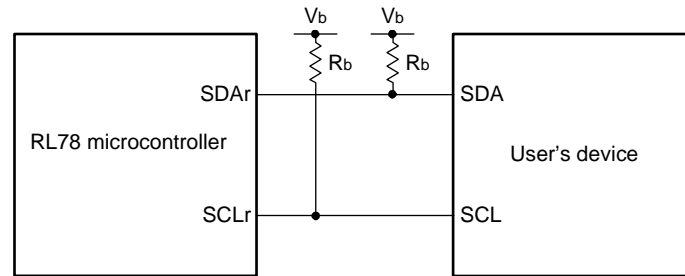 Vb Vb
Rb Rb
SDAr SDA
RL78 microcontroller User's device
SCLr SCL